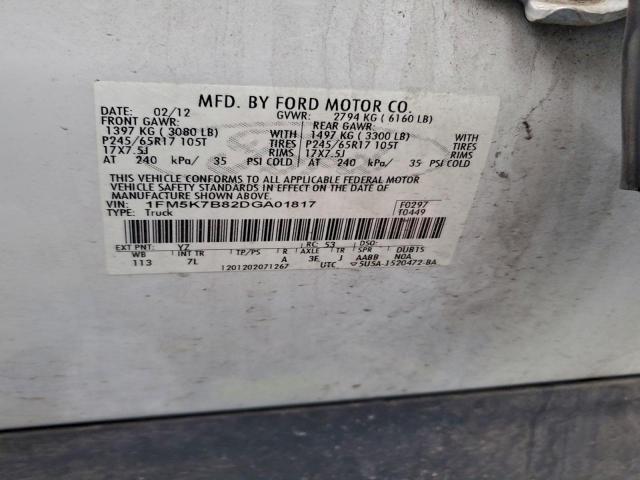 MFD. BY FORD MOTOR CO.
DATE: 02/12 GVWR: 2794 KG ( 6160 LB)
FRONT GAWR: REAR GAWR:
1397 KG ( 3080 LB) WITH 1497 KG ( 3300 LB) WITH
P245/65R17 105T TIRES P245/65R17 105T TIRES
17X7.5J RIMS 17X7.5J RIMS
AT 240 kPa/ 35 PSI COLD AT 240 kPa/ 35 PSI COLD
THIS VEHICLE CONFORMS TO ALL APPLICABLE FEDERAL MOTOR
VEHICLE SAFETY STANDARDS IN EFFECT ON THE DATE OF
MANUFACTURE SHOWN ABOVE.
VIN: 1FM5K7B82DGA01817 F0297
TYPE: Truck T0449
EXT PNT: YZ RC: 53 DSO:
WB INT TR TP/PS R AXLE TR SPR DUB15
113 7L A 3E J AABB NOA
1201202071267 UTC 5U5A-1520472-BA